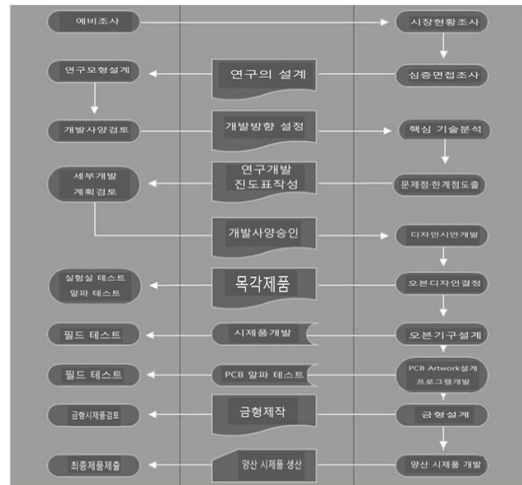 예비조사
시장현황조사
연구모형설계
연구의 설계
심층면접조사
개발사양검토
개발방향 설정
핵심 기술분석
세부개발
계획검토
연구개발
진도표작성
문제점·한계점도출
개발사양승인
디자인시안개발
실험실 테스트
알파 테스트
목각제품
오븐디자인결정
필드 테스트
시제품개발
오븐기구설계
필드 테스트
PCB 알파 테스트
PCB Artwork설계
프로그램개발
금형시제품검토
금형제작
금형설계
최종제품제출
양산 시제품 생산
양산 시제품 개발